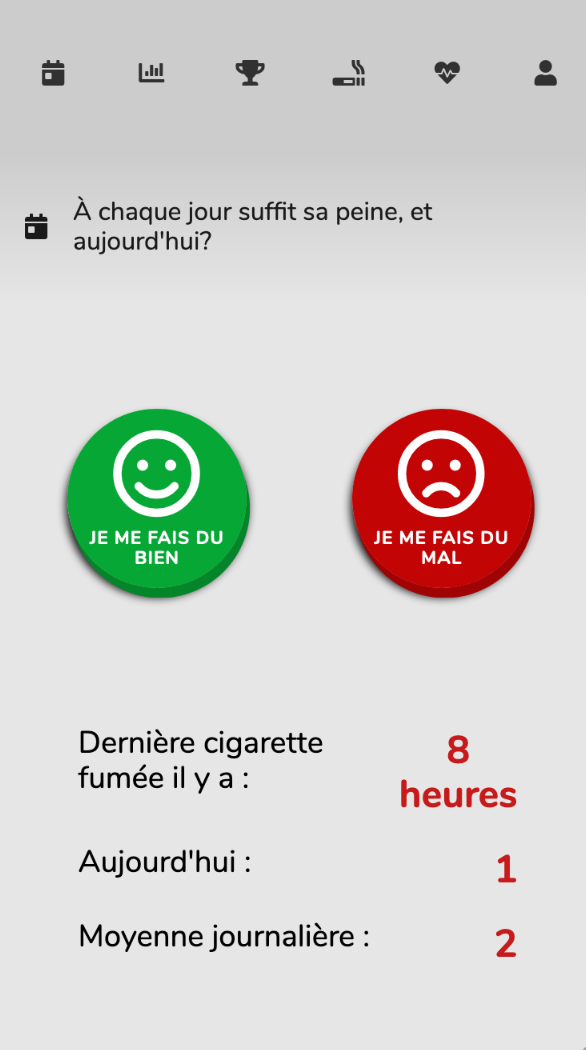 À chaque jour suffit sa peine, et
aujourd'hui?
JE ME FAIS DU
BIEN
JE ME FAIS DU
MAL
Dernière cigarette
fumée il y a :
8
heures
Aujourd'hui :
1
Moyenne journalière :
2